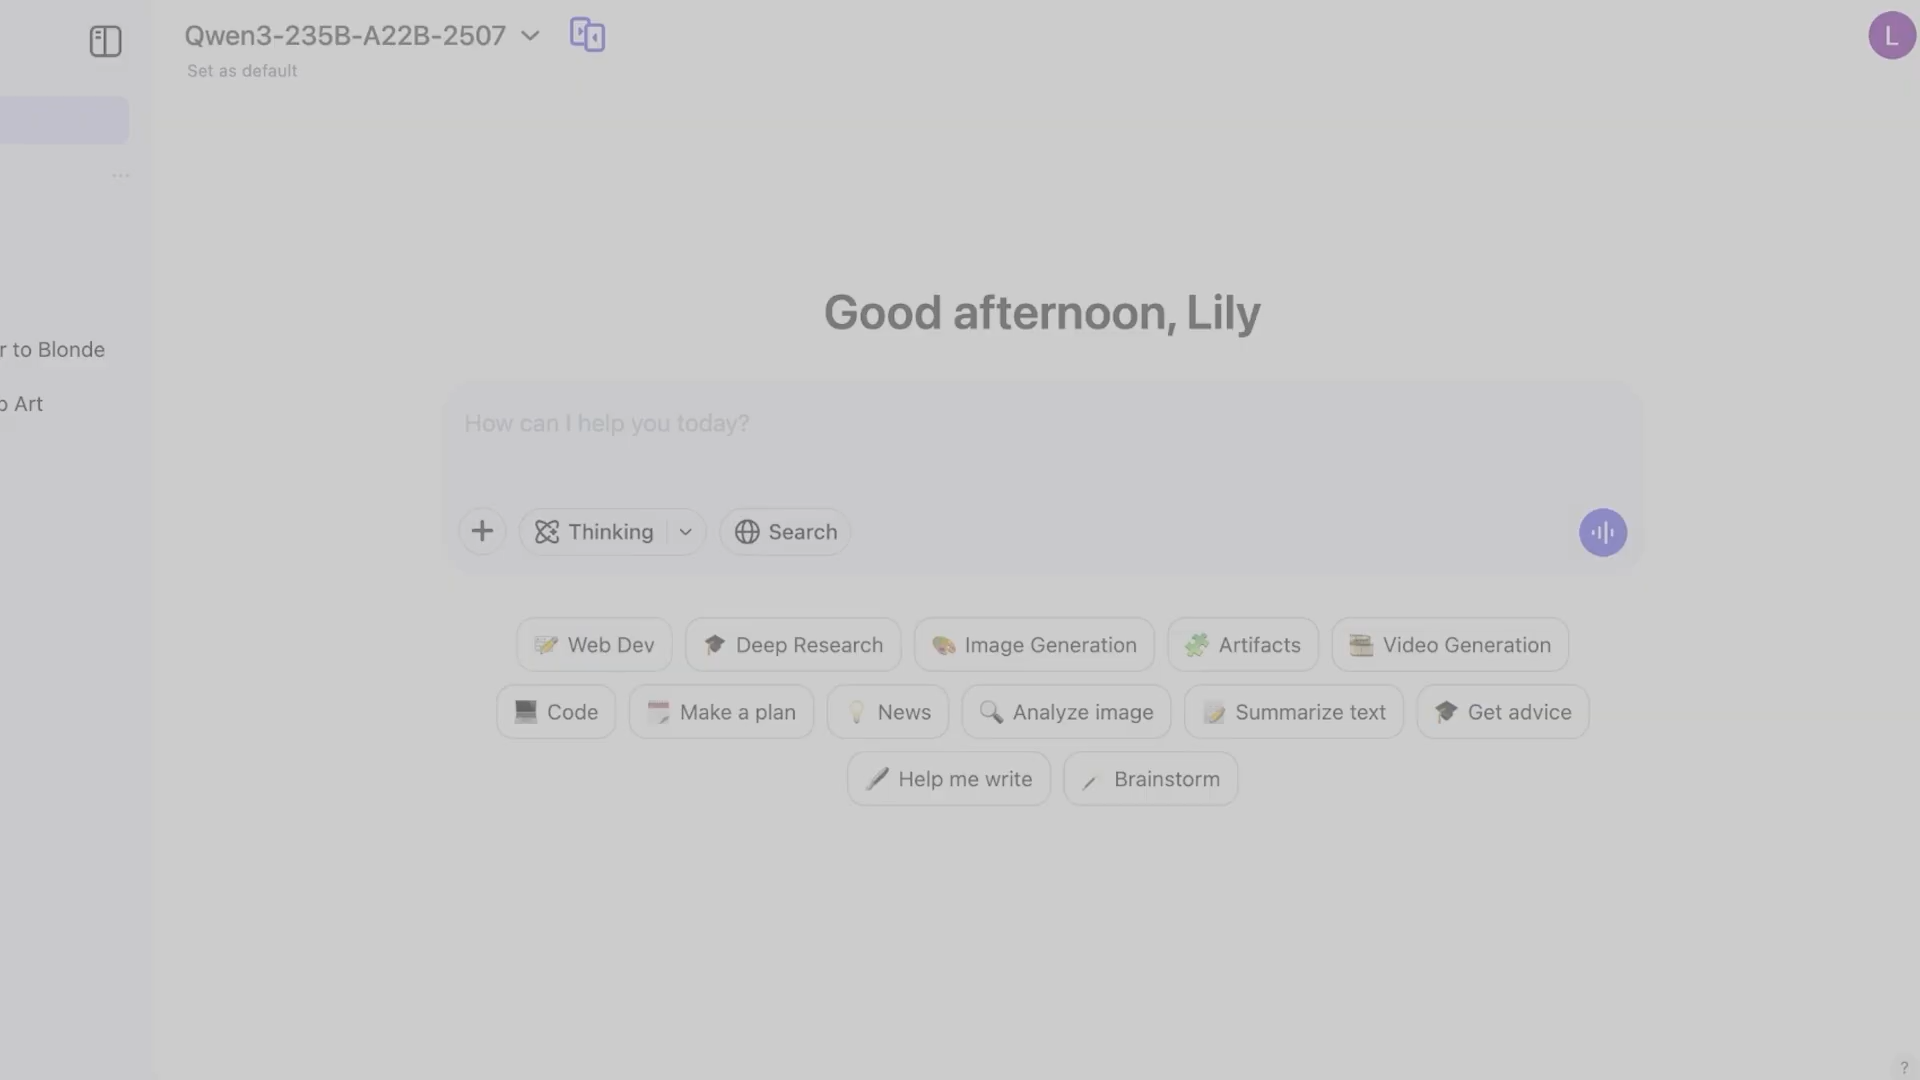 Qwen3-235B-A22B-2507
Set as default
L
...
r to Blonde
Art
Good afternoon, Lily
How can I help you today?
Thinking
Search
Web Dev
Deep Research
Image Generation
Artifacts
Video Generation
Code
Make a plan
News
Analyze image
Summarize text
Get advice
Help me write
Brainstorm
?